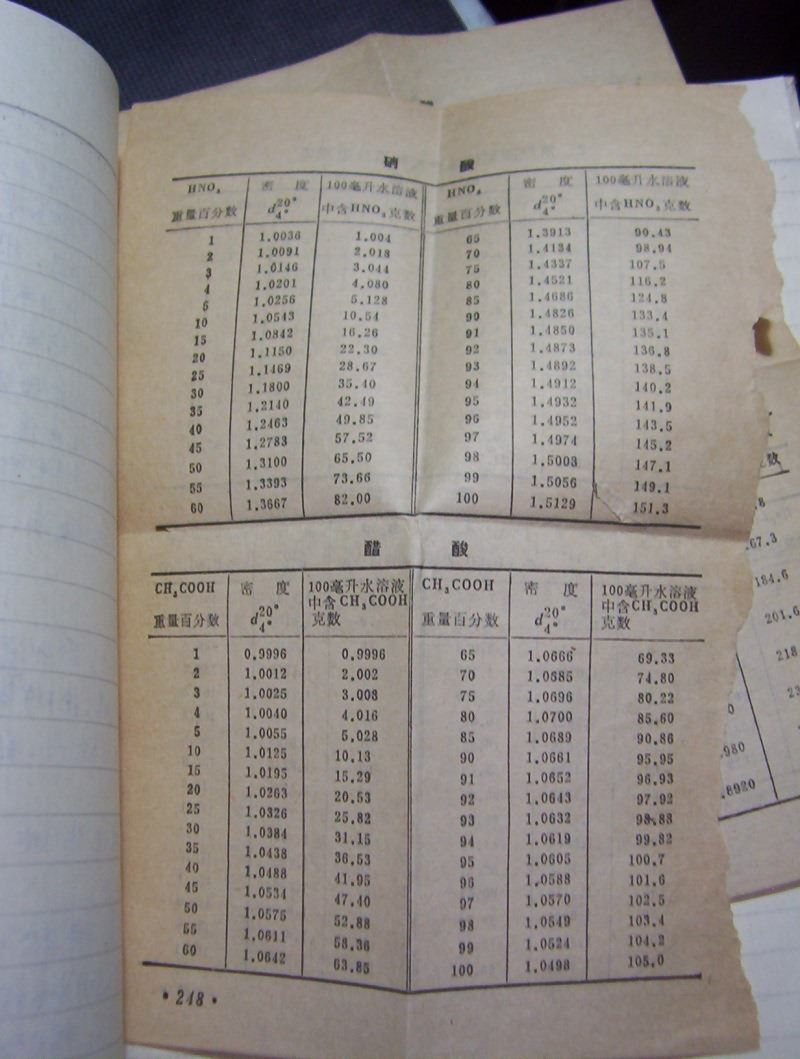 硝 酸
HNO₃ 密 度 100毫升水溶液 HNO₃ 密 度 100毫升水溶液
重量百分数 d₄°²⁰° 中含HNO₃克数 重量百分数 d₄°²⁰° 中含HNO₃克数
1 1.0036 1.004 65 1.3913 90.43
2 1.0091 2.018 70 1.4134 98.94
3 1.0146 3.044 75 1.4337 107.5
4 1.0201 4.080 80 1.4521 116.2
5 1.0256 5.128 85 1.4686 124.8
10 1.0543 10.54 90 1.4826 133.4
15 1.0842 16.26 91 1.4850 135.1
20 1.1150 22.30 92 1.4873 136.8
25 1.1469 28.67 93 1.4892 138.5
30 1.1800 35.40 94 1.4912 140.2
35 1.2140 42.49 95 1.4932 141.9
40 1.2463 49.85 96 1.4952 143.5
45 1.2783 57.52 97 1.4974 145.2
50 1.3100 65.50 98 1.5008 147.1
55 1.3393 73.66 99 1.5056 149.1
60 1.3667 82.00 100 1.5129 151.3
醋 酸
CH₃COOH 密 度 100毫升水溶液 CH₃COOH 密 度 100毫升水溶液
重量百分数 d₄°²⁰° 中含CH₃COOH 重量百分数 d₄°²⁰° 中含CH₃COOH
克数 克数
1 0.9996 0.9996 65 1.0666 69.33
2 1.0012 2.002 70 1.0685 74.80
3 1.0025 3.008 75 1.0696 80.22
4 1.0040 4.016 80 1.0700 85.60
5 1.0055 5.028 85 1.0689 90.86
10 1.0125 10.13 90 1.0661 95.95
15 1.0195 15.29 91 1.0652 96.93
20 1.0263 20.53 92 1.0643 97.92
25 1.0326 25.82 93 1.0632 98.88
30 1.0384 31.15 94 1.0619 99.82
35 1.0438 36.53 95 1.0605 100.7
40 1.0488 41.95 96 1.0588 101.6
45 1.0534 47.40 97 1.0570 102.5
50 1.0575 52.88 98 1.0549 103.4
55 1.0611 58.36 99 1.0524 104.2
60 1.0642 63.85 100 1.0498 105.0
•248•
数
.8
67.3
184.6
201.6
218
23
0
.980
.8920